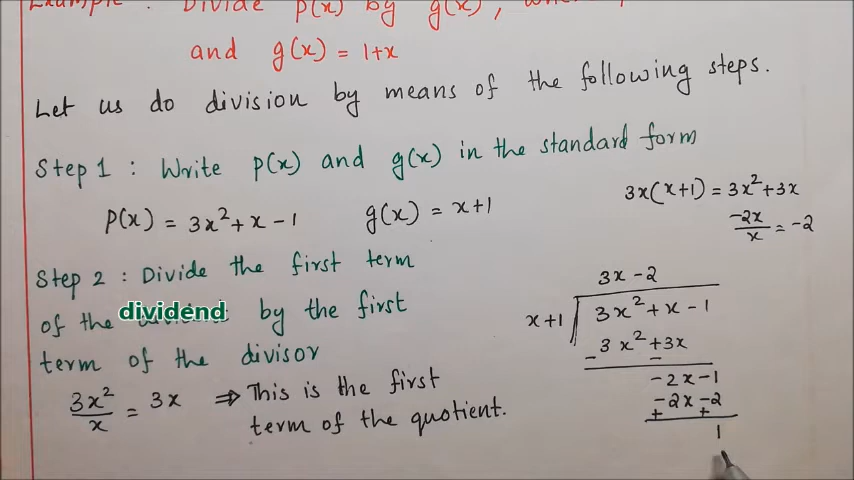 Example : Divide p(x) by g(x),
and g(x) = 1+x
Let us do division by means of the following steps.
Step 1 : Write p(x) and g(x) in the standard form
p(x) = 3x²+x-1 g(x) = x+1
3x(x+1) = 3x²+3x
-2x/x = -2
Step 2 : Divide the first term
of the dividend by the first
term of the divisor
3x²/x = 3x ⇒ This is the first
term of the quotient.
3x-2
x+1 3x²+x-1
3x²+3x
- -
-2x-1
-2x-2
+ +
1